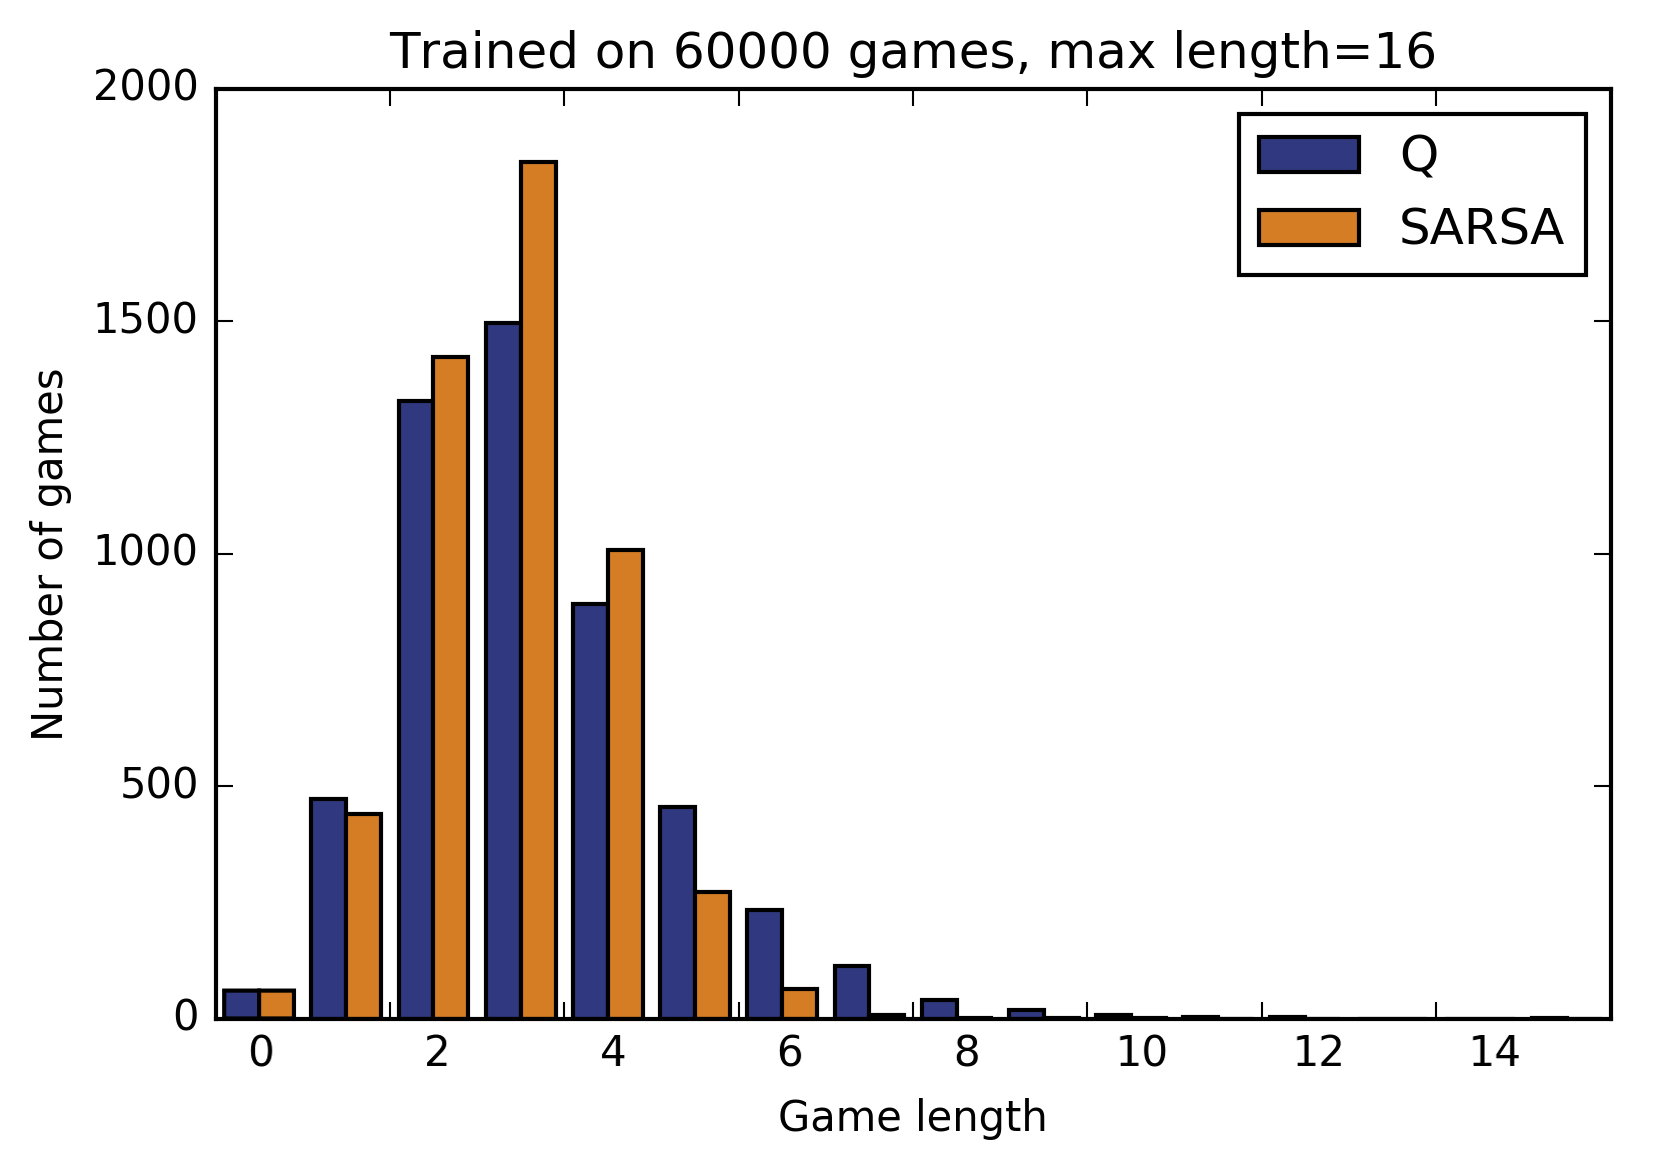 Trained on 60000 games, max length=16
2000
1500
1000
500
0
Number of games
Q
SARSA
0 2 4 6 8 10 12 14
Game length